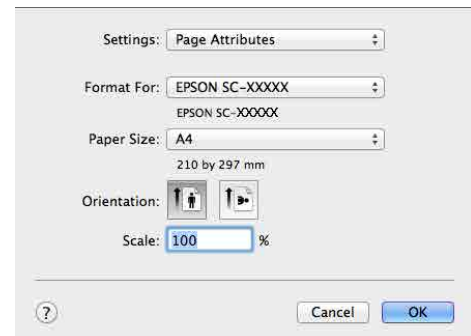 Settings: Page Attributes
Format For: EPSON SC-XXXXX
EPSON SC-XXXXX
Paper Size: A4
210 by 297 mm
Orientation:
Scale: 100 %
? Cancel OK